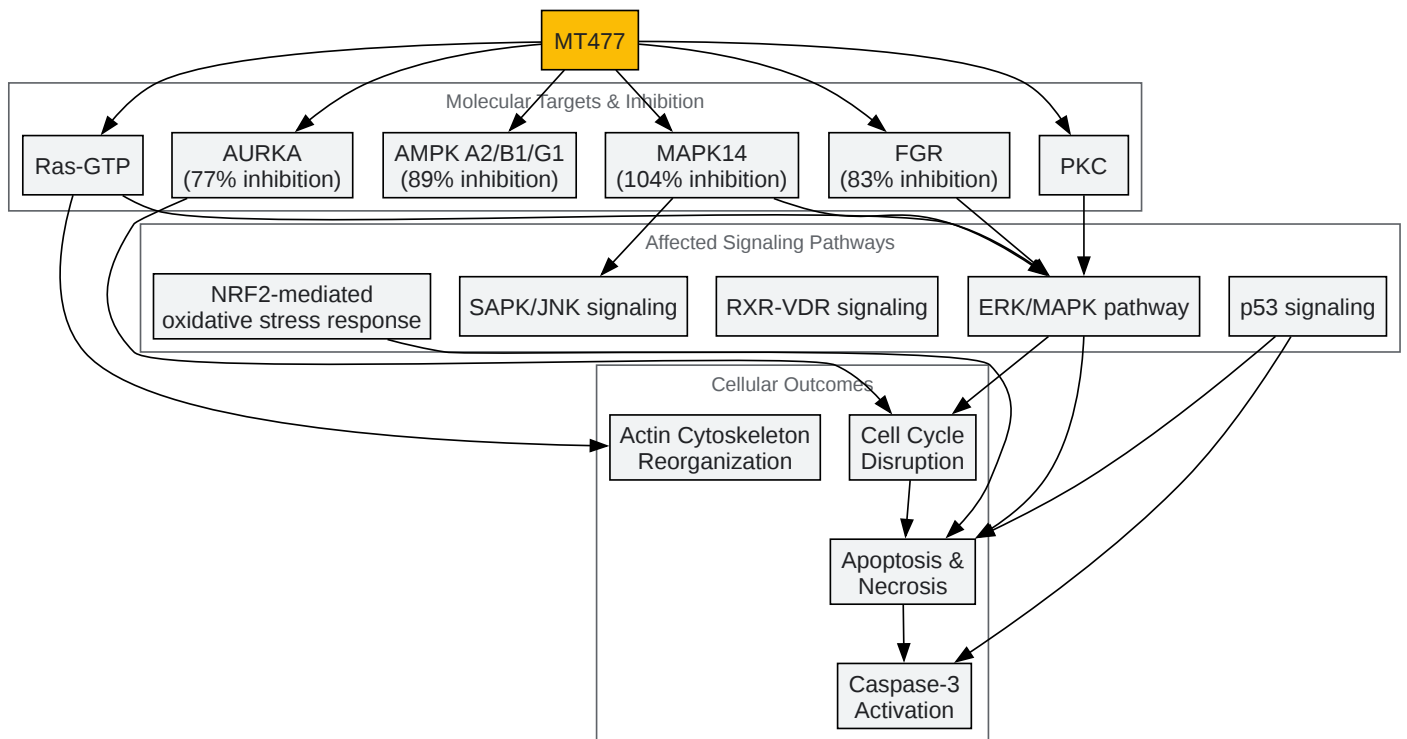 MT477
Molecular Targets & Inhibition
Ras-GTP
AURKA
(77% inhibition)
AMPK A2/B1/G1
(89% inhibition)
MAPK14
(104% inhibition)
FGR
(83% inhibition)
PKC
Affected Signaling Pathways
NRF2-mediated
oxidative stress response
SAPK/JNK signaling
RXR-VDR signaling
ERK/MAPK pathway
p53 signaling
Cellular Outcomes
Actin Cytoskeleton
Reorganization
Cell Cycle
Disruption
Apoptosis &
Necrosis
Caspase-3
Activation